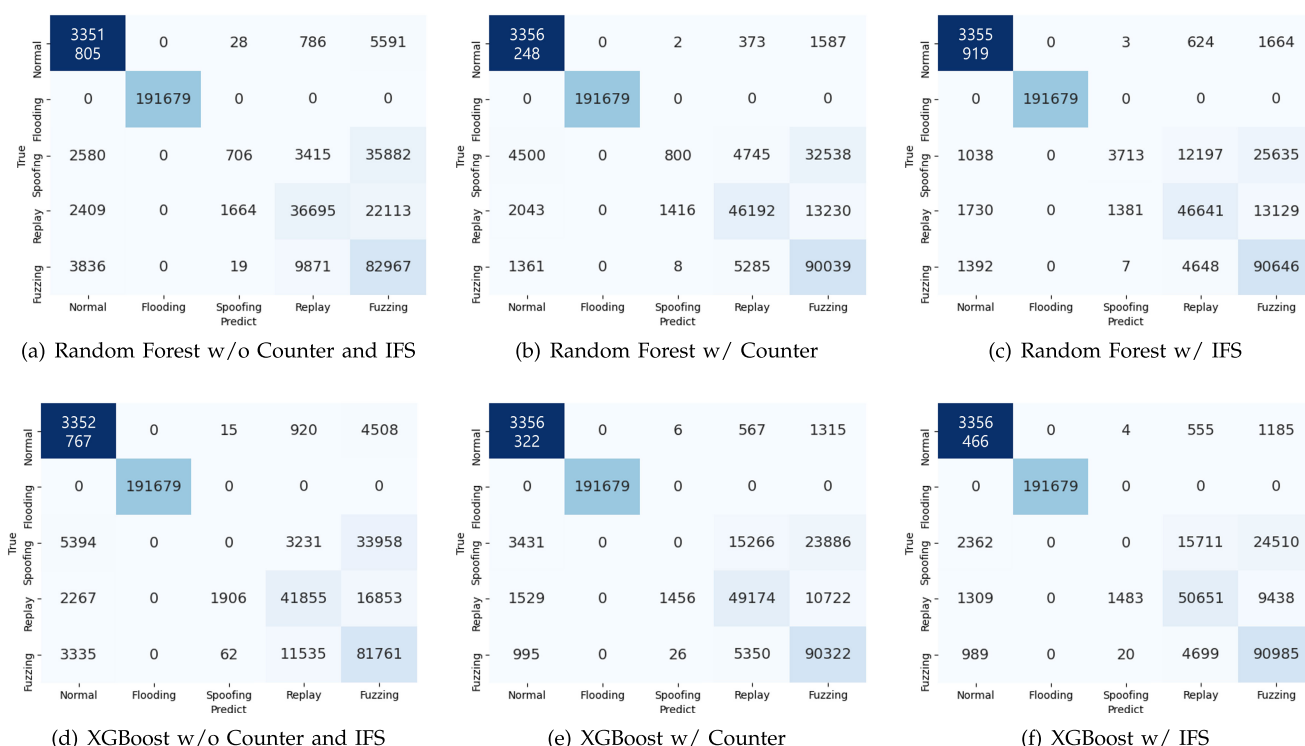 3351 805 0 28 786 5591
0 191679 0 0 0
2580 0 706 3415 35882
2409 0 1664 36695 22113
3836 0 19 9871 82967
Normal
Flooding
Spoofing
Replay
Fuzzing
True
Normal Flooding Spoofing Replay Fuzzing
Predict
(a) Random Forest w/o Counter and IFS
3356 248 0 2 373 1587
0 191679 0 0 0
4500 0 800 4745 32538
2043 0 1416 46192 13230
1361 0 8 5285 90039
Normal
Flooding
Spoofing
Replay
Fuzzing
True
Normal Flooding Spoofing Replay Fuzzing
Predict
(b) Random Forest w/ Counter
3355 919 0 3 624 1664
0 191679 0 0 0
1038 0 3713 12197 25635
1730 0 1381 46641 13129
1392 0 7 4648 90646
Normal
Flooding
Spoofing
Replay
Fuzzing
True
Normal Flooding Spoofing Replay Fuzzing
Predict
(c) Random Forest w/ IFS
3352 767 0 15 920 4508
0 191679 0 0 0
5394 0 0 3231 33958
2267 0 1906 41855 16853
3335 0 62 11535 81761
Normal
Flooding
Spoofing
Replay
Fuzzing
True
Normal Flooding Spoofing Replay Fuzzing
Predict
(d) XGBoost w/o Counter and IFS
3356 322 0 6 567 1315
0 191679 0 0 0
3431 0 0 15266 23886
1529 0 1456 49174 10722
995 0 26 5350 90322
Normal
Flooding
Spoofing
Replay
Fuzzing
True
Normal Flooding Spoofing Replay Fuzzing
Predict
(e) XGBoost w/ Counter
3356 466 0 4 555 1185
0 191679 0 0 0
2362 0 0 15711 24510
1309 0 1483 50651 9438
989 0 20 4699 90985
Normal
Flooding
Spoofing
Replay
Fuzzing
True
Normal Flooding Spoofing Replay Fuzzing
Predict
(f) XGBoost w/ IFS